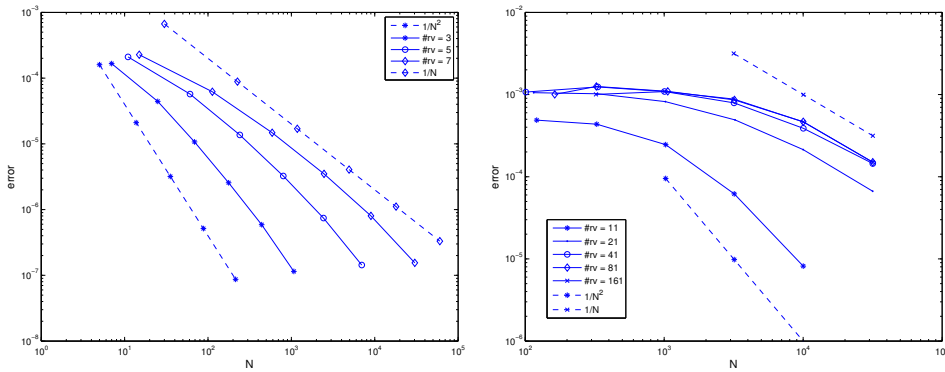 10^-3
10^-4
10^-5
10^-6
10^-7
10^-8
error
10^0
10^1
10^2
10^3
10^4
10^5
N
1/N^2
#rv = 3
#rv = 5
#rv = 7
1/N
10^-2
10^-3
10^-4
10^-5
10^-6
error
10^2
10^3
10^4
10^5
N
#rv = 11
#rv = 21
#rv = 41
#rv = 81
#rv = 161
1/N^2
1/N